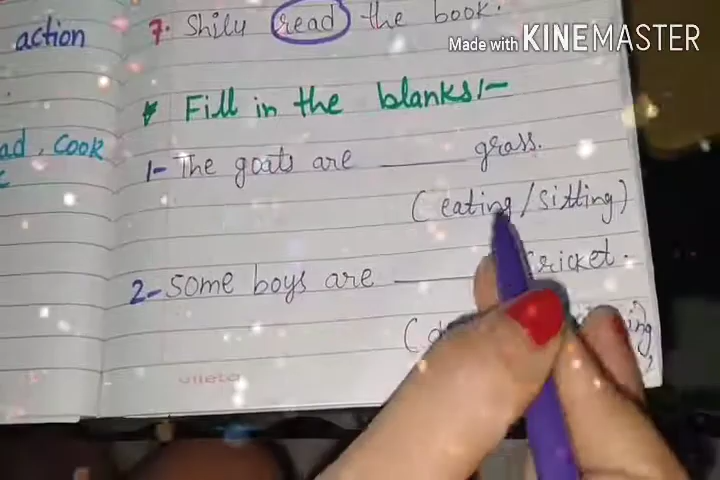 Made with KINEMASTER
action
7. Shilu read the book.
Fill in the blanks:-
ad, cook
1- The goats are ______ grass.
(eating/sitting)
2- Some boys are ______ cricket.